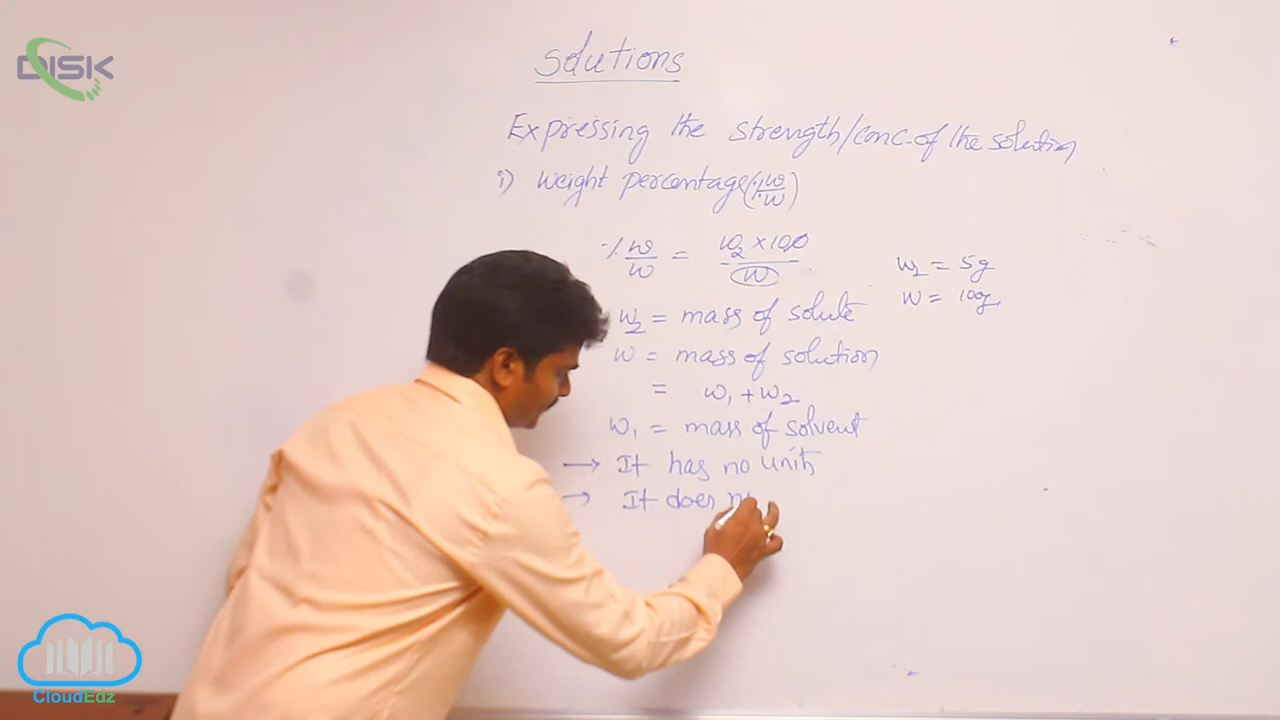 DISK
Solutions
Expressing the strength/conc. of the solution
i) Weight percentage (% w/W)
% w/W = w₂ × 100 / W
w₂ = 5g
W = 100g
w₂ = mass of solute
W = mass of solution
= w₁ + w₂
w₁ = mass of solvent
→ It has no units
→ It does n
CloudEdz